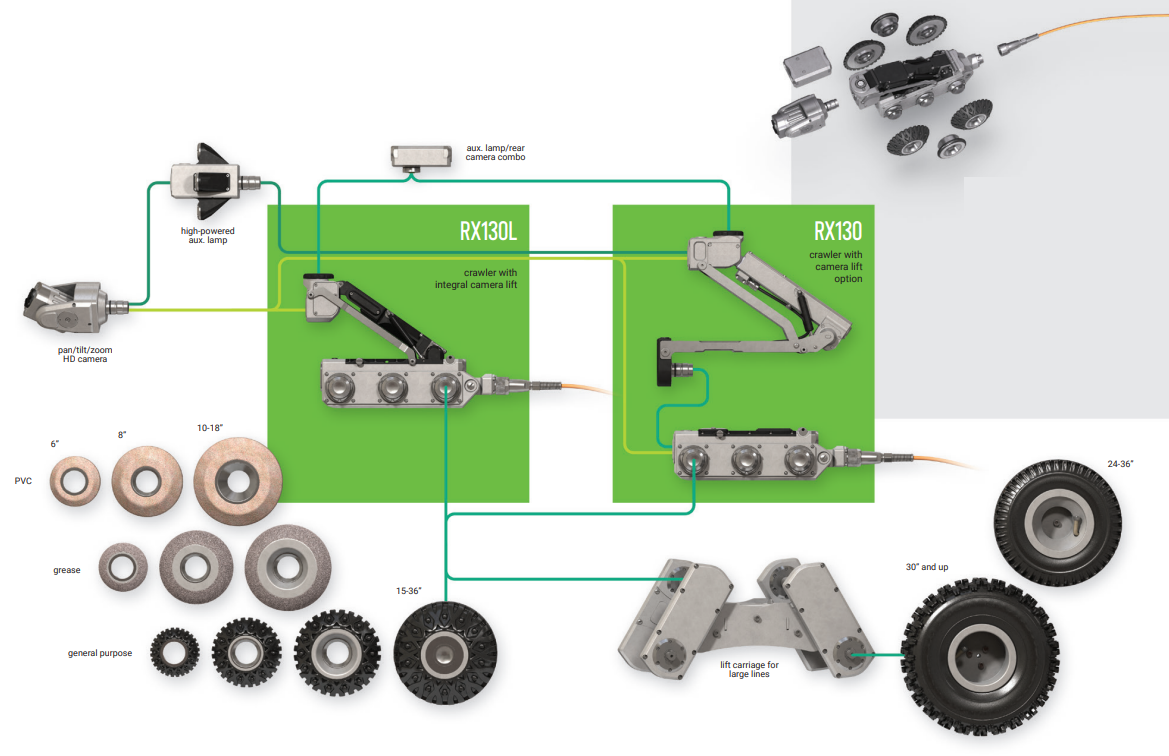 aux. lamp/rear
camera combo
high-powered
aux. lamp
RX130L
crawler with
integral camera lift
RX130
crawler with
camera lift
option
pan/tilt/zoom
HD camera
6”
8”
10-18”
PVC
grease
general purpose
15-36”
24-36”
30” and up
lift carriage for
large lines